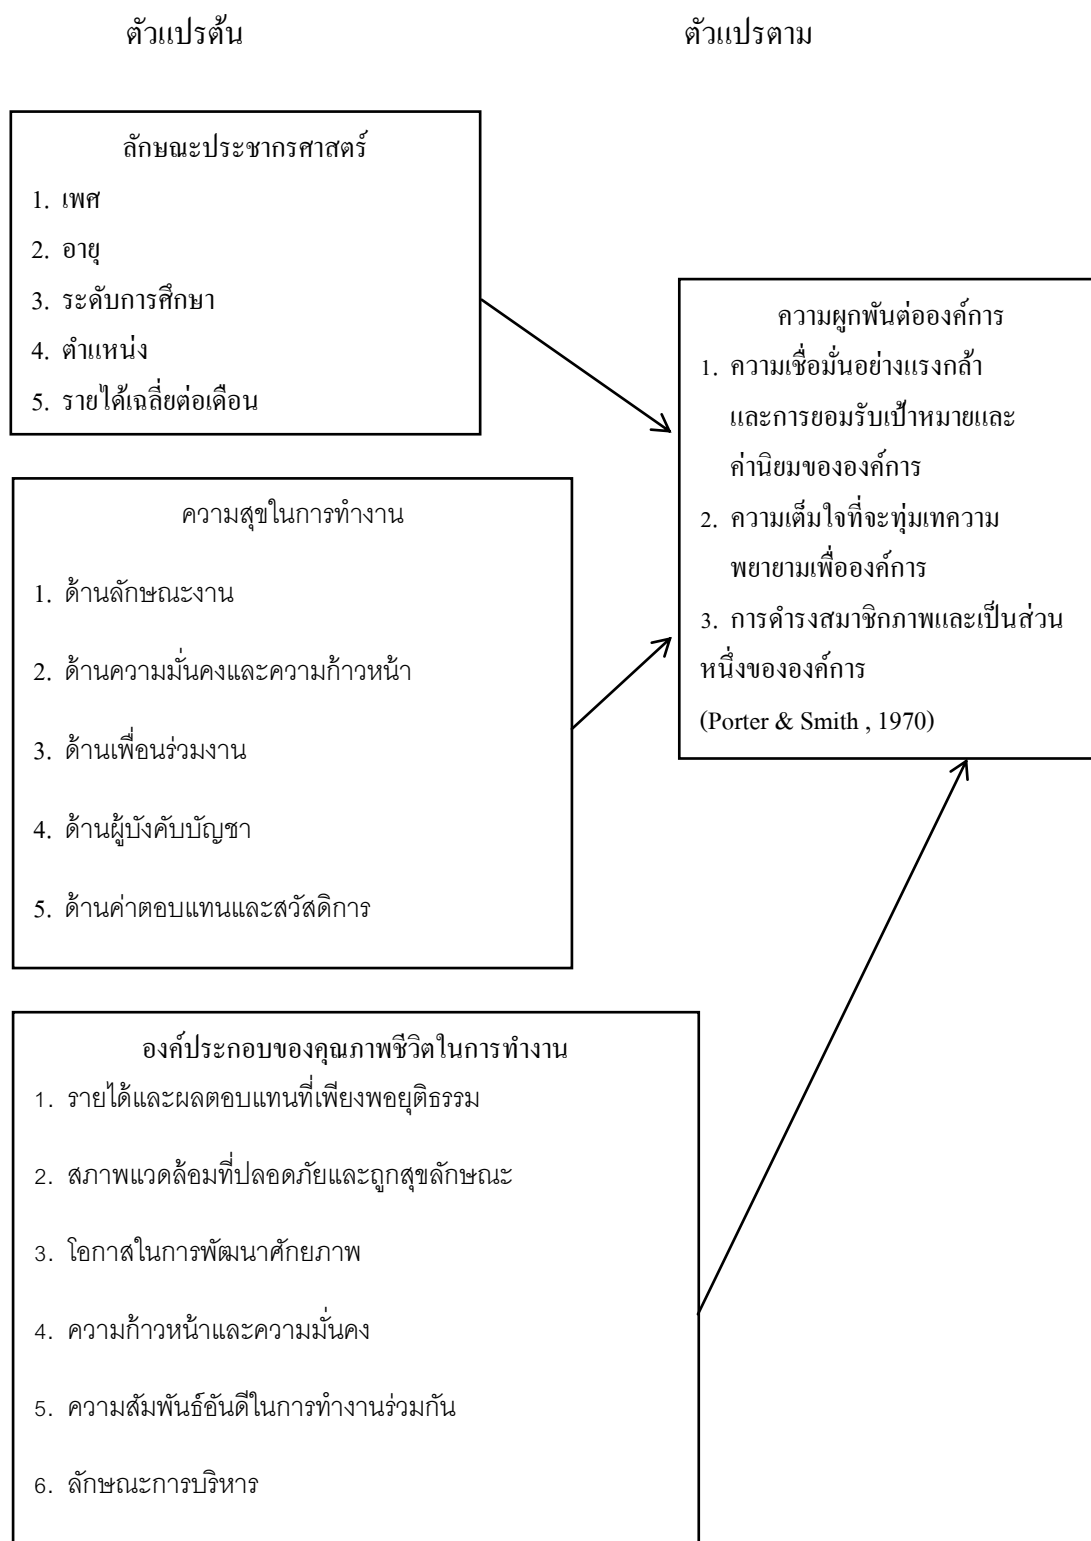 ตัวแปรต้น
ตัวแปรตาม
ลักษณะประชากรศาสตร์
1. เพศ
2. อายุ
3. ระดับการศึกษา
4. ตำแหน่ง
5. รายได้เฉลี่ยต่อเดือน
ความสุขในการทำงาน
1. ด้านลักษณะงาน
2. ด้านความมั่นคงและความก้าวหน้า
3. ด้านเพื่อนร่วมงาน
4. ด้านผู้บังคับบัญชา
5. ด้านค่าตอบแทนและสวัสดิการ
องค์ประกอบของคุณภาพชีวิตในการทำงาน
1. รายได้และผลตอบแทนที่เพียงพอยุติธรรม
2. สภาพแวดล้อมที่ปลอดภัยและถูกสุขลักษณะ
3. โอกาสในการพัฒนาศักยภาพ
4. ความก้าวหน้าและความมั่นคง
5. ความสัมพันธ์อันดีในการทำงานร่วมกัน
6. ลักษณะการบริหาร
ความผูกพันต่อองค์การ
1. ความเชื่อมั่นอย่างแรงกล้า
และการยอมรับเป้าหมายและ
ค่านิยมขององค์การ
2. ความเต็มใจที่จะทุ่มเทความ
พยายามเพื่อองค์การ
3. การดำรงสมาชิกภาพและเป็นส่วน
หนึ่งขององค์การ
(Porter & Smith , 1970)